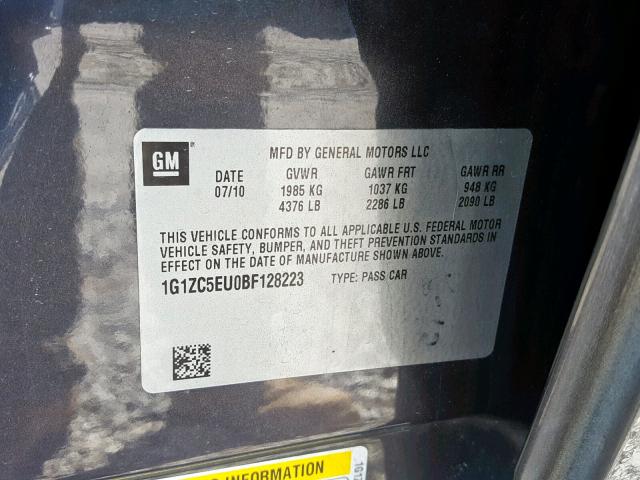 GM
MFD BY GENERAL MOTORS LLC
DATE GVWR GAWR FRT GAWR RR
07/10 1985 KG 1037 KG 948 KG
4376 LB 2286 LB 2090 LB
THIS VEHICLE CONFORMS TO ALL APPLICABLE U.S. FEDERAL MOTOR
VEHICLE SAFETY, BUMPER, AND THEFT PREVENTION STANDARDS IN
EFFECT ON THE DATE OF MANUFACTURE SHOWN ABOVE.
1G1ZC5EU0BF128223 TYPE: PASS CAR
INFORMATION